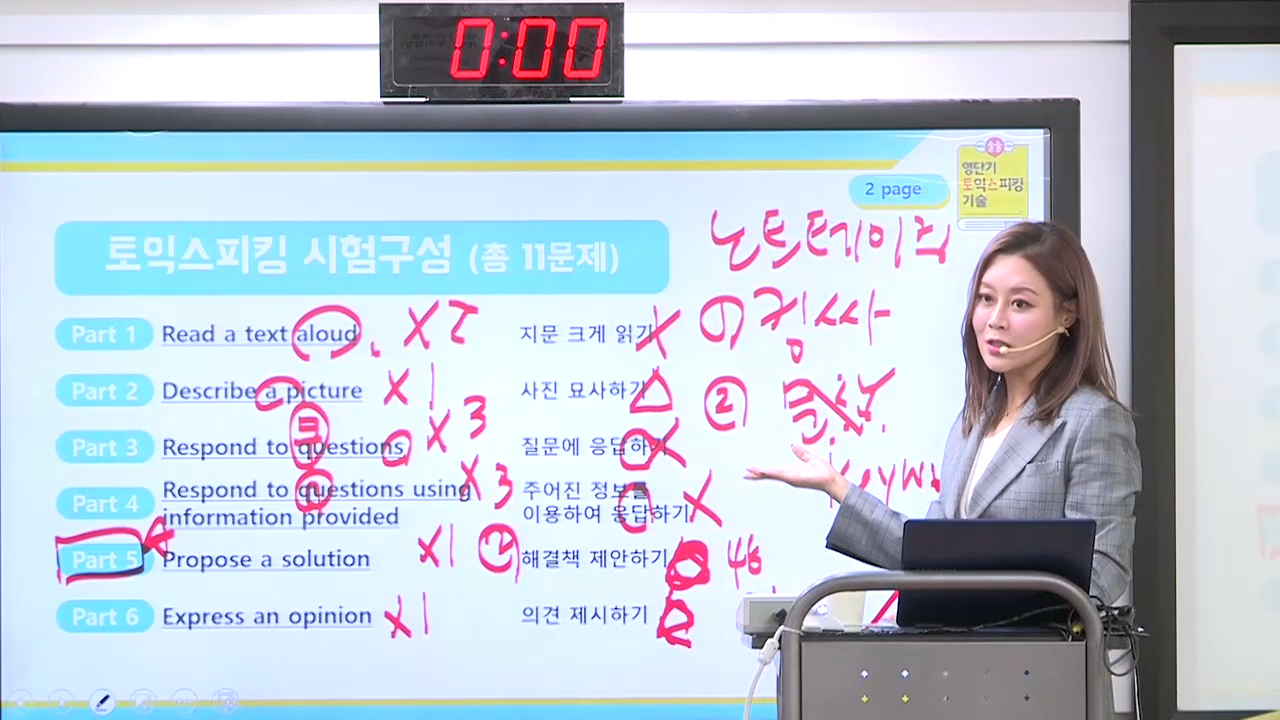 0:00
영단기
토익스피킹
기술
2 page
토익스피킹 시험구성 (총 11문제)
노트테이킹
Part 1 Read a text aloud X2 지문 크게 읽기 X
Part 2 Describe a picture X1 사진 묘사하기 △ ②
Part 3 Respond to questions X3 질문에 응답하기 X
Part 4 Respond to questions using X3 주어진 정보를
information provided 이용하여 응답하기 X
Part 5 Propose a solution X1 ② 해결책 제안하기
Part 6 Express an opinion X1 의견 제시하기